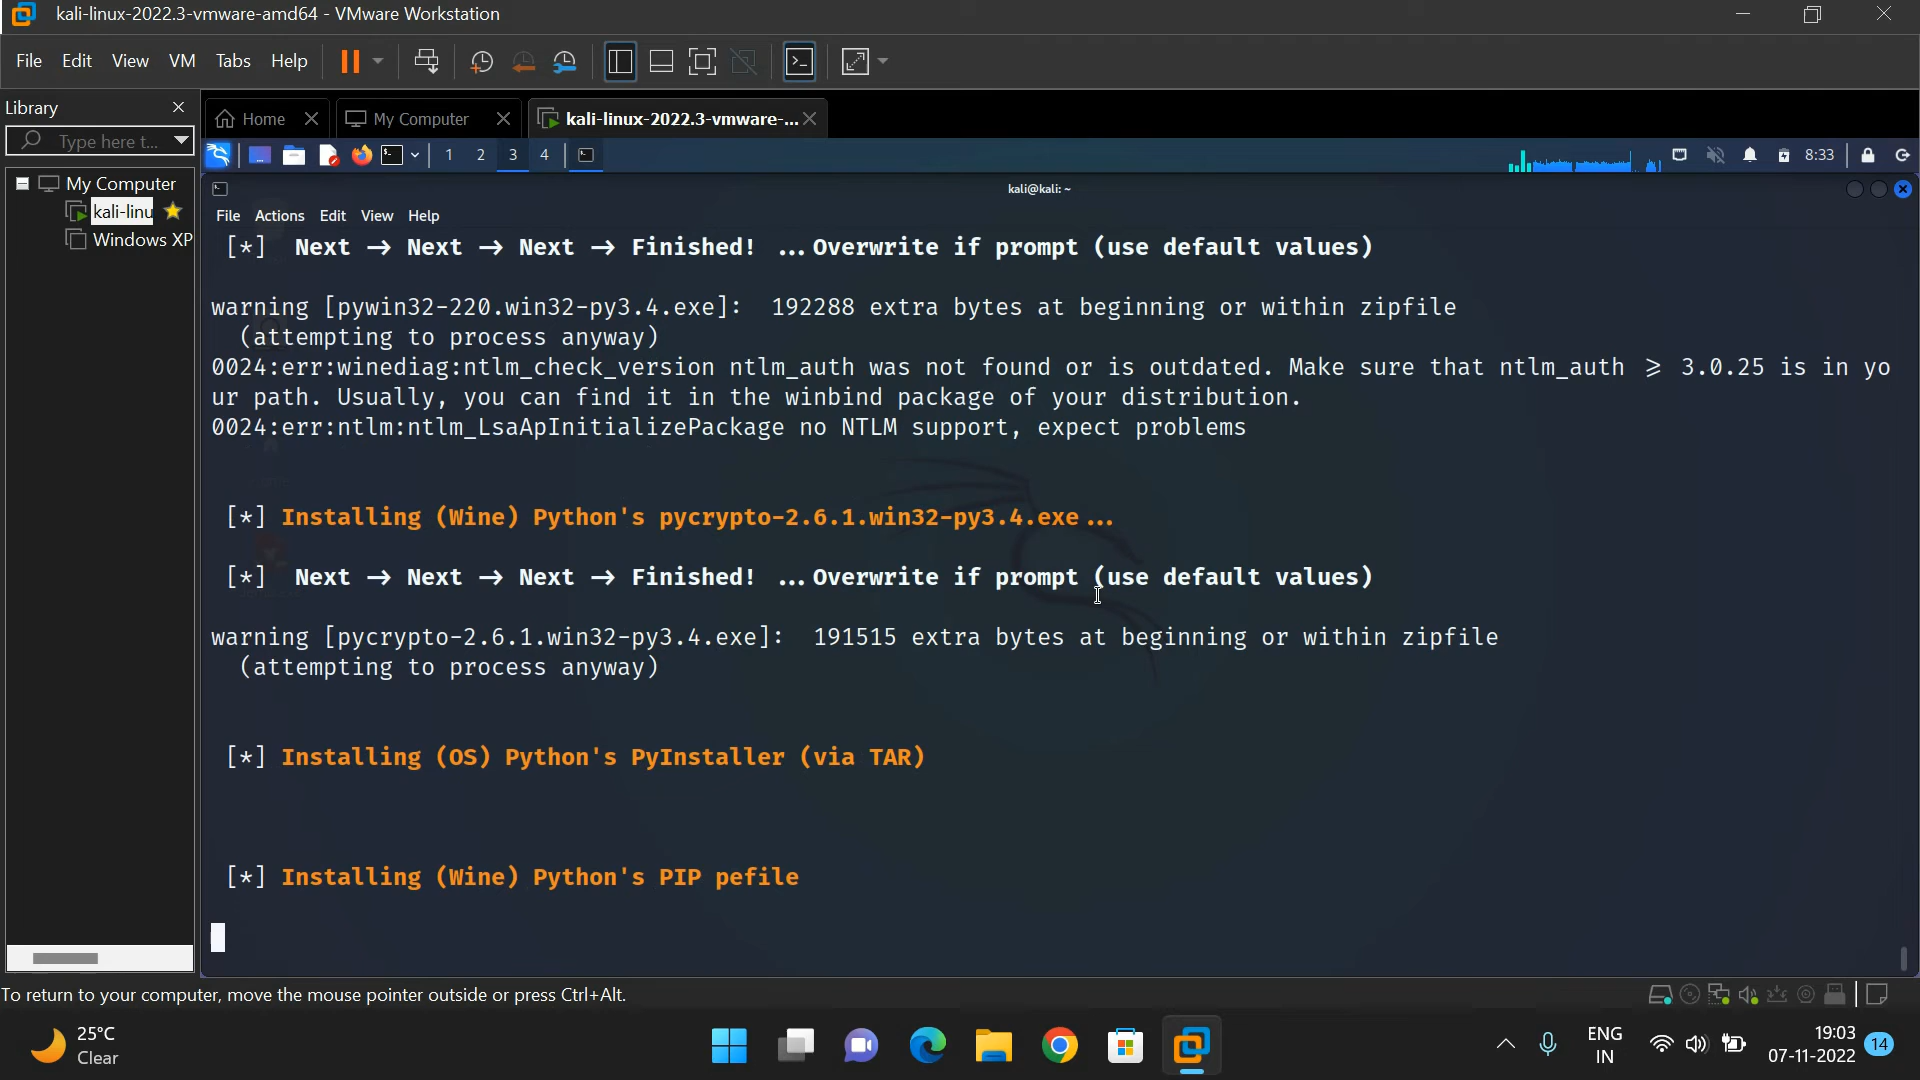 kali-linux-2022.3-vmware-amd64 - VMware Workstation
File Edit View VM Tabs Help
Library
Home
My Computer
kali-linux-2022.3-vmware-...
Type here t...
1 2 3 4
8:33
My Computer
kali-linu
Windows XP
kali@kali: ~
File Actions Edit View Help
[*] Next → Next → Next → Finished! ...Overwrite if prompt (use default values)
warning [pywin32-220.win32-py3.4.exe]: 192288 extra bytes at beginning or within zipfile
(attempting to process anyway)
0024:err:winediag:ntlm_check_version ntlm_auth was not found or is outdated. Make sure that ntlm_auth ≥ 3.0.25 is in yo
ur path. Usually, you can find it in the winbind package of your distribution.
0024:err:ntlm:ntlm_LsaApInitializePackage no NTLM support, expect problems
[*] Installing (Wine) Python's pycrypto-2.6.1.win32-py3.4.exe...
[*] Next → Next → Next → Finished! ...Overwrite if prompt (use default values)
warning [pycrypto-2.6.1.win32-py3.4.exe]: 191515 extra bytes at beginning or within zipfile
(attempting to process anyway)
[*] Installing (OS) Python's PyInstaller (via TAR)
[*] Installing (Wine) Python's PIP pefile
To return to your computer, move the mouse pointer outside or press Ctrl+Alt.
25°C
Clear
ENG
IN
19:03
07-11-2022
14